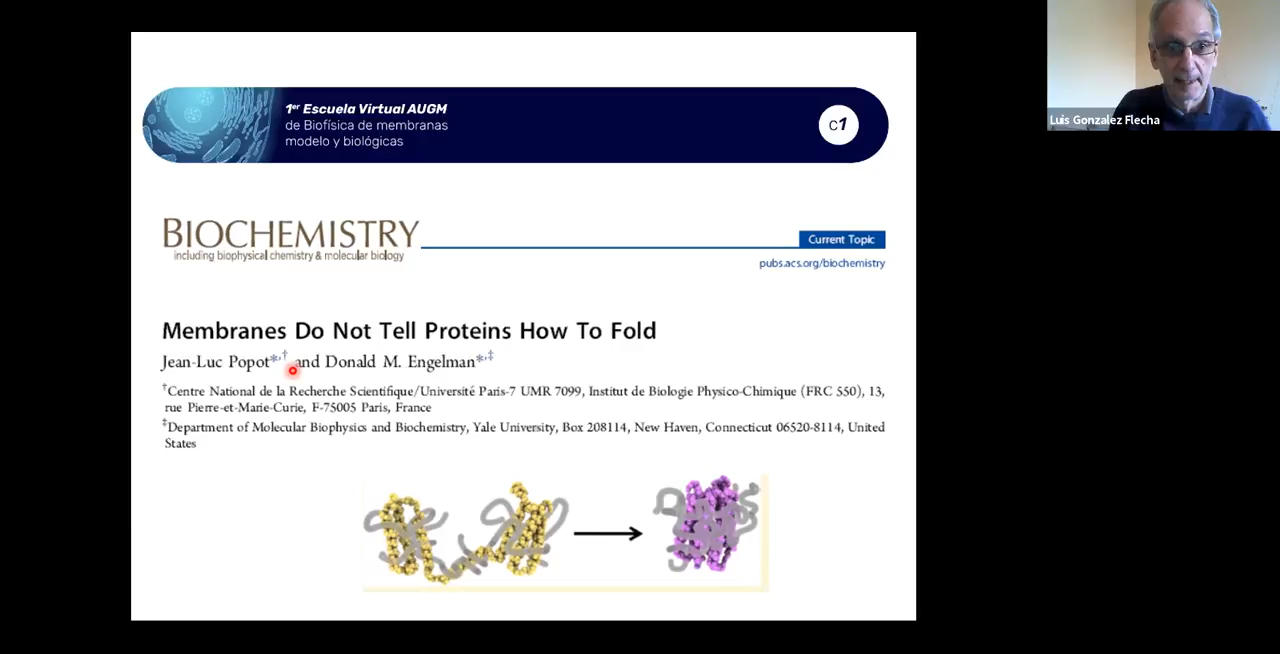 1er Escuela Virtual AUGM
de Biofísica de membranas
modelo y biológicas
C1
Luis Gonzalez Flecha
BIOCHEMISTRY
including biophysical chemistry & molecular biology
Current Topic
pubs.acs.org/biochemistry
Membranes Do Not Tell Proteins How To Fold
Jean-Luc Popot*,† and Donald M. Engelman*,‡
†Centre National de la Recherche Scientifique/Université Paris-7 UMR 7099, Institut de Biologie Physico-Chimique (FRC 550), 13,
rue Pierre-et-Marie-Curie, F-75005 Paris, France
‡Department of Molecular Biophysics and Biochemistry, Yale University, Box 208114, New Haven, Connecticut 06520-8114, United
States